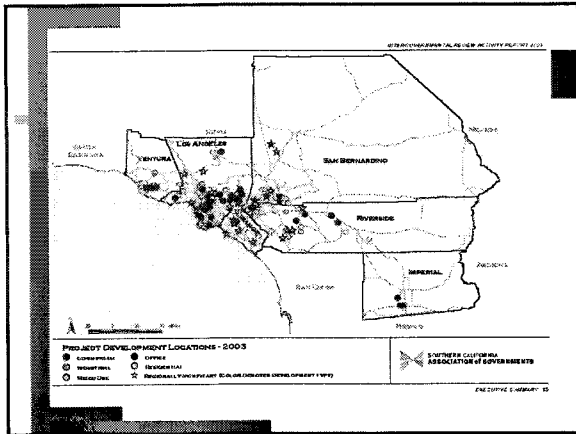 INTERGOVERNMENTAL REVIEW ACTIVITY REPORT 2003
LOS ANGELES
VENTURA
SAN BERNARDINO
RIVERSIDE
IMPERIAL
PROJECT DEVELOPMENT LOCATIONS - 2003
COMMERCIAL
OFFICE
INDUSTRIAL
RESIDENTIAL
MIXED USE
REGIONALLY SIGNIFICANT (COLOR DENOTES DEVELOPMENT TYPE)
SOUTHERN CALIFORNIA
ASSOCIATION of GOVERNMENTS
EXECUTIVE SUMMARY